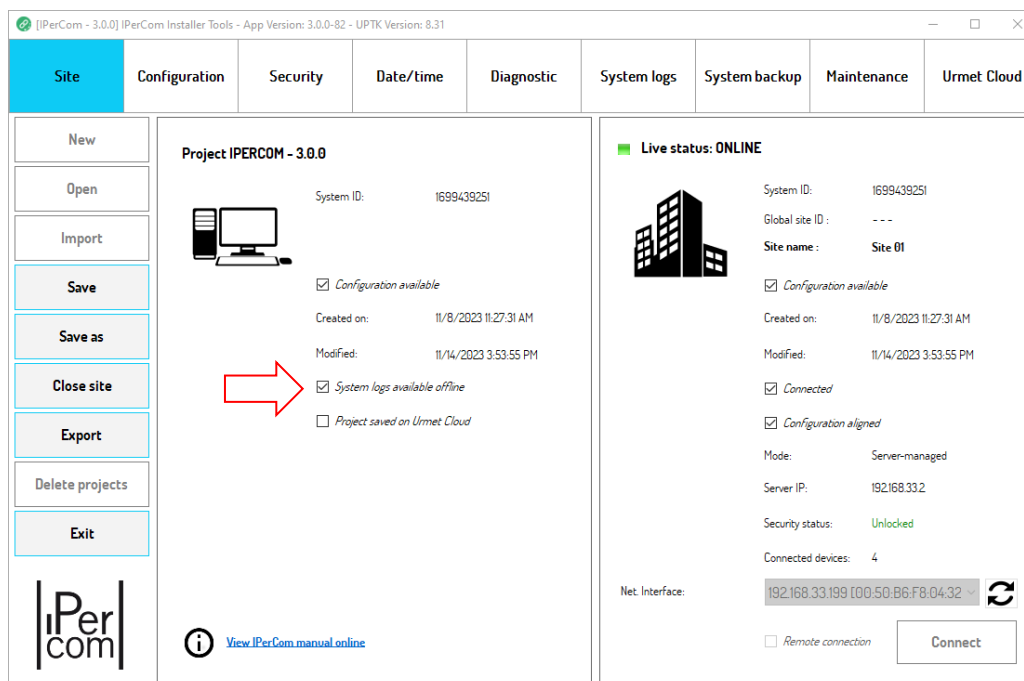 [IPerCom - 3.0.0] IPerCom Installer Tools - App Version: 3.0.0-82 - UPTK Version: 8.31
Site
Configuration
Security
Date/time
Diagnostic
System logs
System backup
Maintenance
Urmet Cloud
New
Open
Import
Save
Save as
Close site
Export
Delete projects
Exit
IPer
com
Project IPERCOM - 3.0.0
System ID: 1699439251
Configuration available
Created on: 11/8/2023 11:27:31 AM
Modified: 11/14/2023 3:53:55 PM
System logs available offline
Project saved on Urmet Cloud
View IPerCom manual online
Live status: ONLINE
System ID: 1699439251
Global site ID : - - -
Site name : Site 01
Configuration available
Created on: 11/8/2023 11:27:31 AM
Modified: 11/14/2023 3:53:55 PM
Connected
Configuration aligned
Mode: Server-managed
Server IP: 192.168.33.2
Security status: Unlocked
Connected devices: 4
Net. Interface: 192.168.33.199 [00:50:B6:F8:04:32
Remote connection
Connect